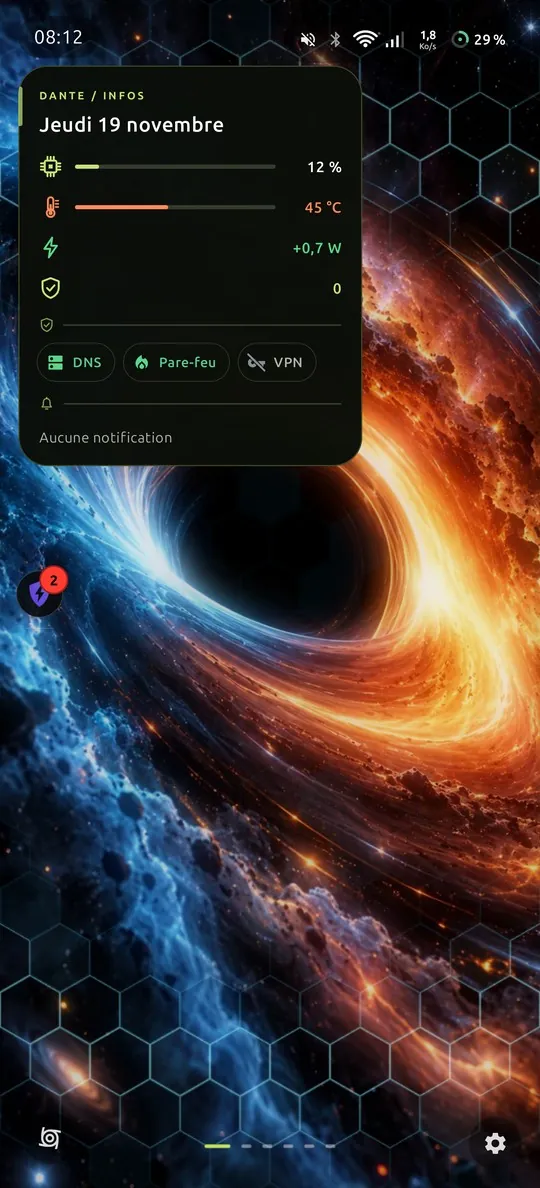 08:12
1,8
Ko/s
29 %
DANTE / INFOS
Jeudi 19 novembre
12 %
45 °C
+0,7 W
0
DNS Pare-feu VPN
Aucune notification
2